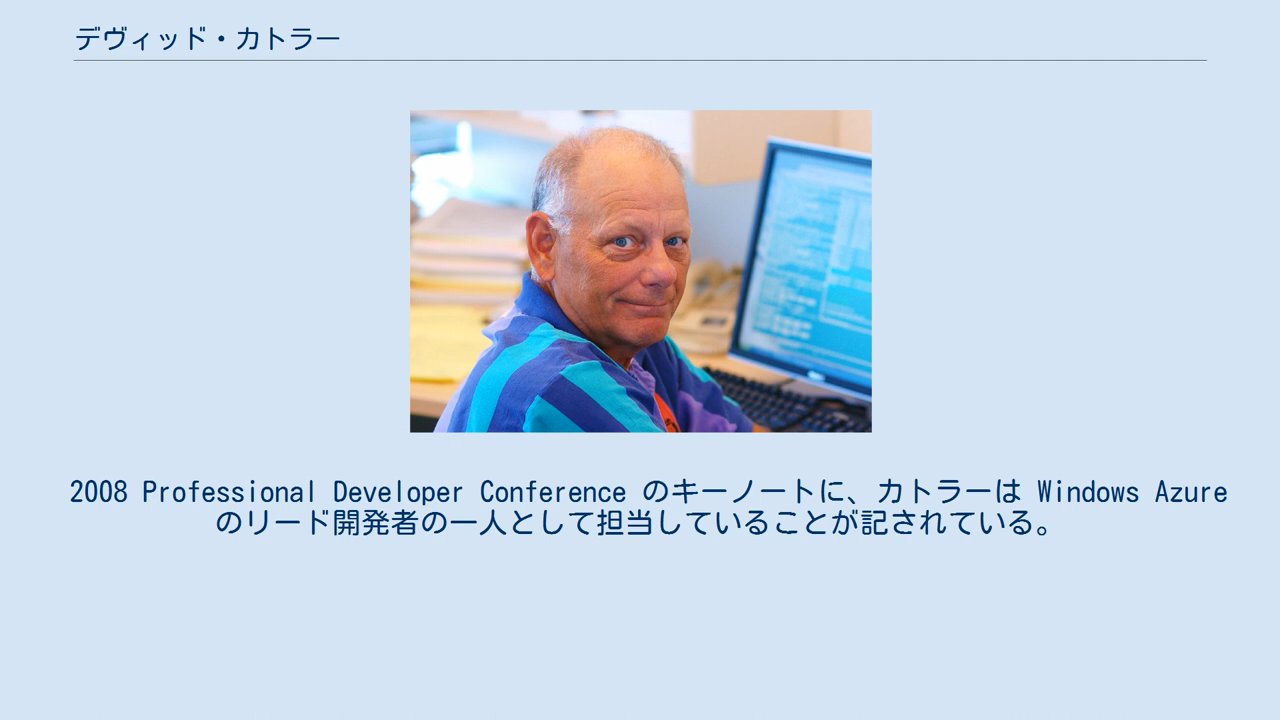 デヴィッド・カトラー
2008 Professional Developer Conference のキーノートに、カトラーは Windows Azure
のリード開発者の一人として担当していることが記されている。